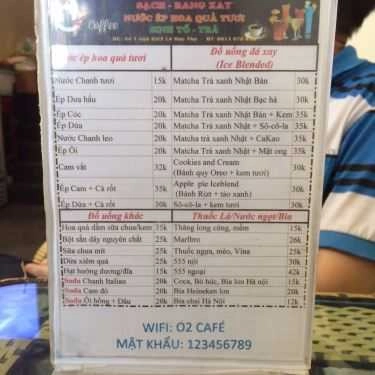 Coffee
SẠCH - RANG XAY
NƯỚC ÉP HOA QUẢ TƯƠI
SINH TỐ - TRÀ
ép hoa quả tươi
Đồ uống đá xay
(Ice Blended)
Nước Chanh tươi 15k Matcha Trà xanh Nhật Bản 30k
Ép Dưa hấu 20k Matcha Trà xanh Nhật Bạc hà 30k
Ép Cóc 20k Matcha Trà xanh Nhật Bản + Kem 35k
Ép Dừa 20k Matcha Trà xanh Nhật + Sô-cô-la 35k
Nước Chanh leo 20k Matcha trà xanh Nhật + CaKao 35k
Ép Ổi 20k Matcha Trà xanh Nhật + Mật ong 35k
Cam vắt 32k Cookies and Cream
(Bánh quy Oreo + kem tươi) 30k
Ép Cam + Cà rốt 35k Apple pie Iceblend
(Bánh Rút + táo xanh) 30k
Ép Dứa + Cà rốt 30k Sô-cô-la + kem tươi 30k
Đồ uống khác Thuốc Lá/Nước ngọt/Bia
Hoa quả dầm sữa chua/kem 35k Thăng long cứng, mềm 15k
Bột sắn dây nguyên chất 25k Marlbro 26k
Sữa chua mít 25k Thuốc ngựa, mèo, Vina 25k
Dừa xiêm quả 25k 555 nội 30k
Hạt hướng dương/đĩa 15k 555 ngoại 42k
Soda Chanh Italian 20k Coca, Bò húc, Bia lon Hà nội 15k
Soda Cam đỏ 20k Bia Heineken lon 20k
Soda Ổi hồng + Dâu 20k Bia chai Hà Nội 12k
WIFI: O2 CAFÉ
MẬT KHẨU: 123456789